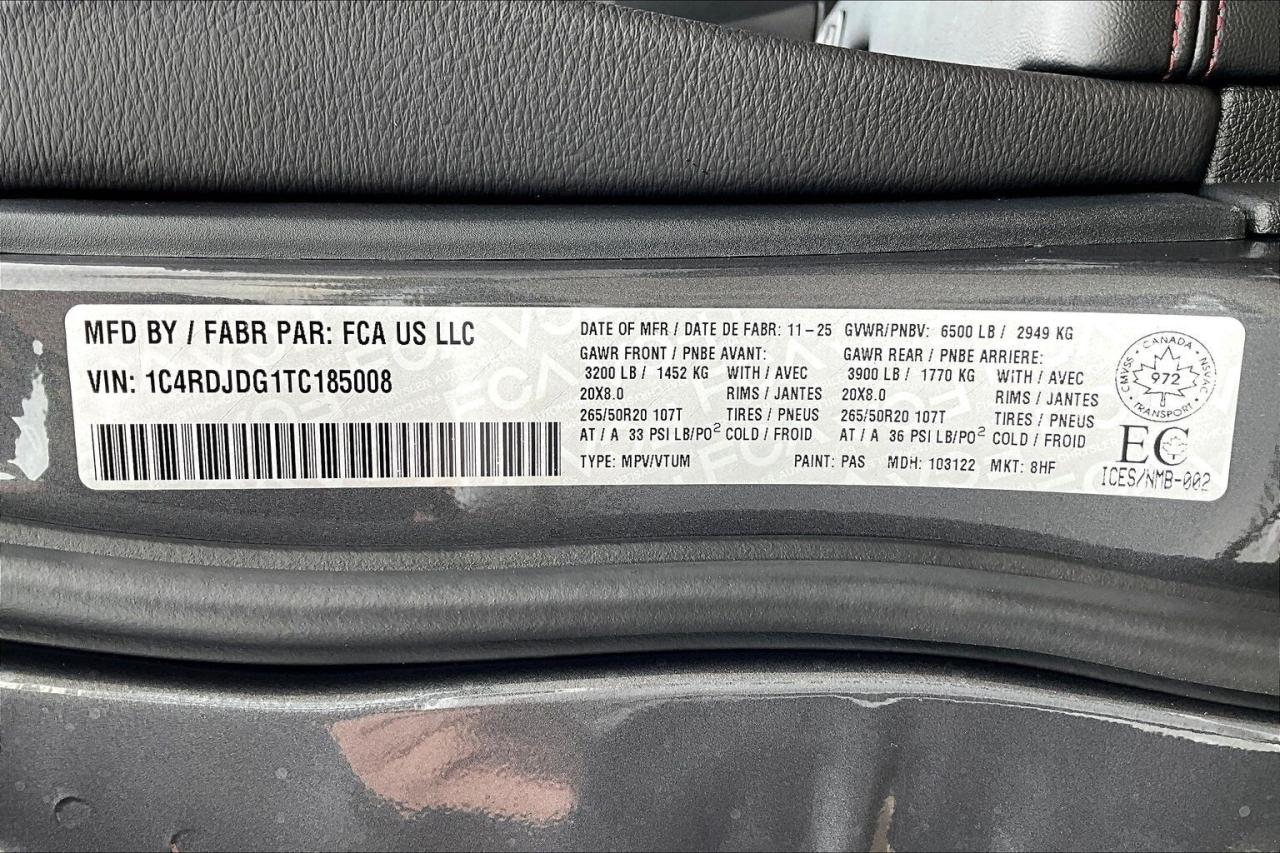 MFD BY / FABR PAR: FCA US LLC
VIN: 1C4RDJDG1TC185008
DATE OF MFR / DATE DE FABR: 11-25 GVWR/PNBV: 6500 LB / 2949 KG
GAWR FRONT / PNBE AVANT: GAWR REAR / PNBE ARRIERE:
3200 LB / 1452 KG WITH / AVEC 3900 LB / 1770 KG WITH / AVEC
20X8.0 RIMS / JANTES 20X8.0 RIMS / JANTES
265/50R20 107T TIRES / PNEUS 265/50R20 107T TIRES / PNEUS
AT / A 33 PSI LB/PO² COLD / FROID AT / A 36 PSI LB/PO² COLD / FROID
TYPE: MPV/VTUM PAINT: PAS MDH: 103122 MKT: 8HF
CANADA
CMVSS
NSVAC
972
TRANSPORT
EC
ICES/NMB-002